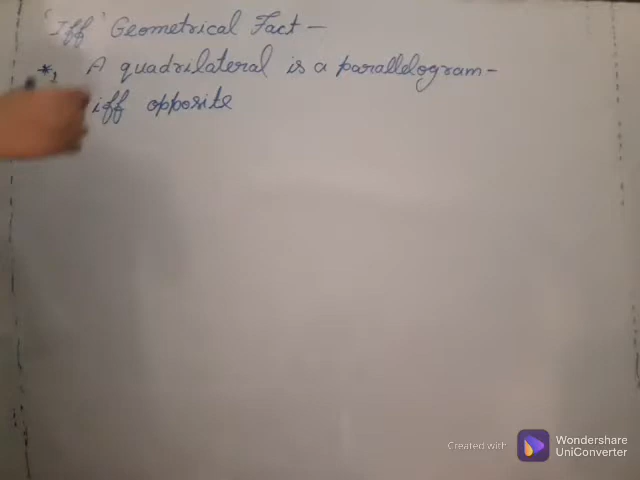 'Iff' Geometrical Fact –
*, A quadrilateral is a parallelogram –
iff opposite
Created with Wondershare UniConverter